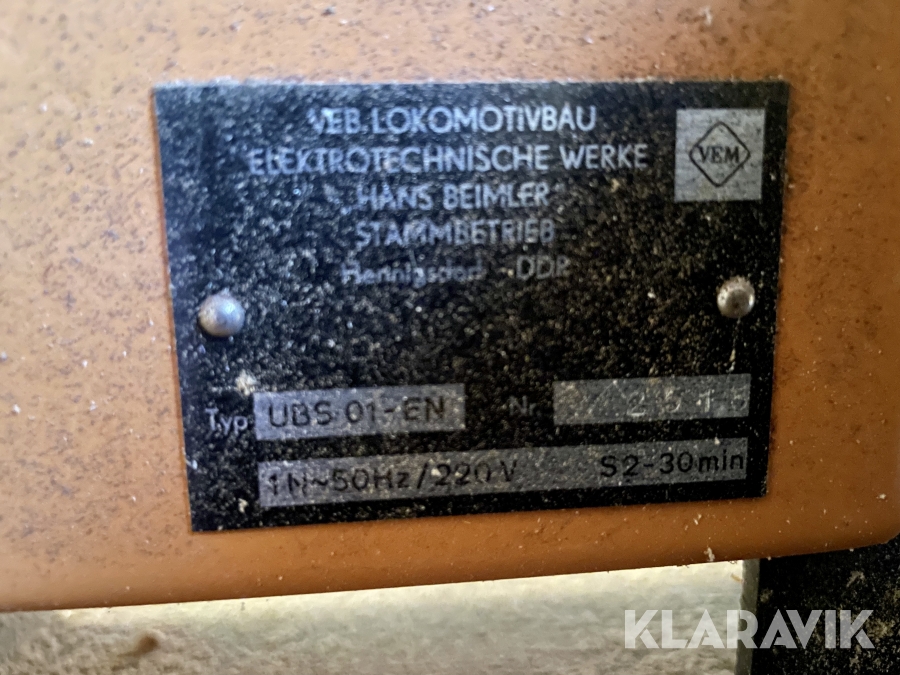 VEB LOKOMOTIVBAU
ELEKTROTECHNISCHE WERKE
„HANS BEIMLER“
STAMMBETRIEB
Hennigsdorf DDR
VEM
Typ UBS 01-EN Nr.
1N~50Hz/220V S2-30min
KLARAVIK